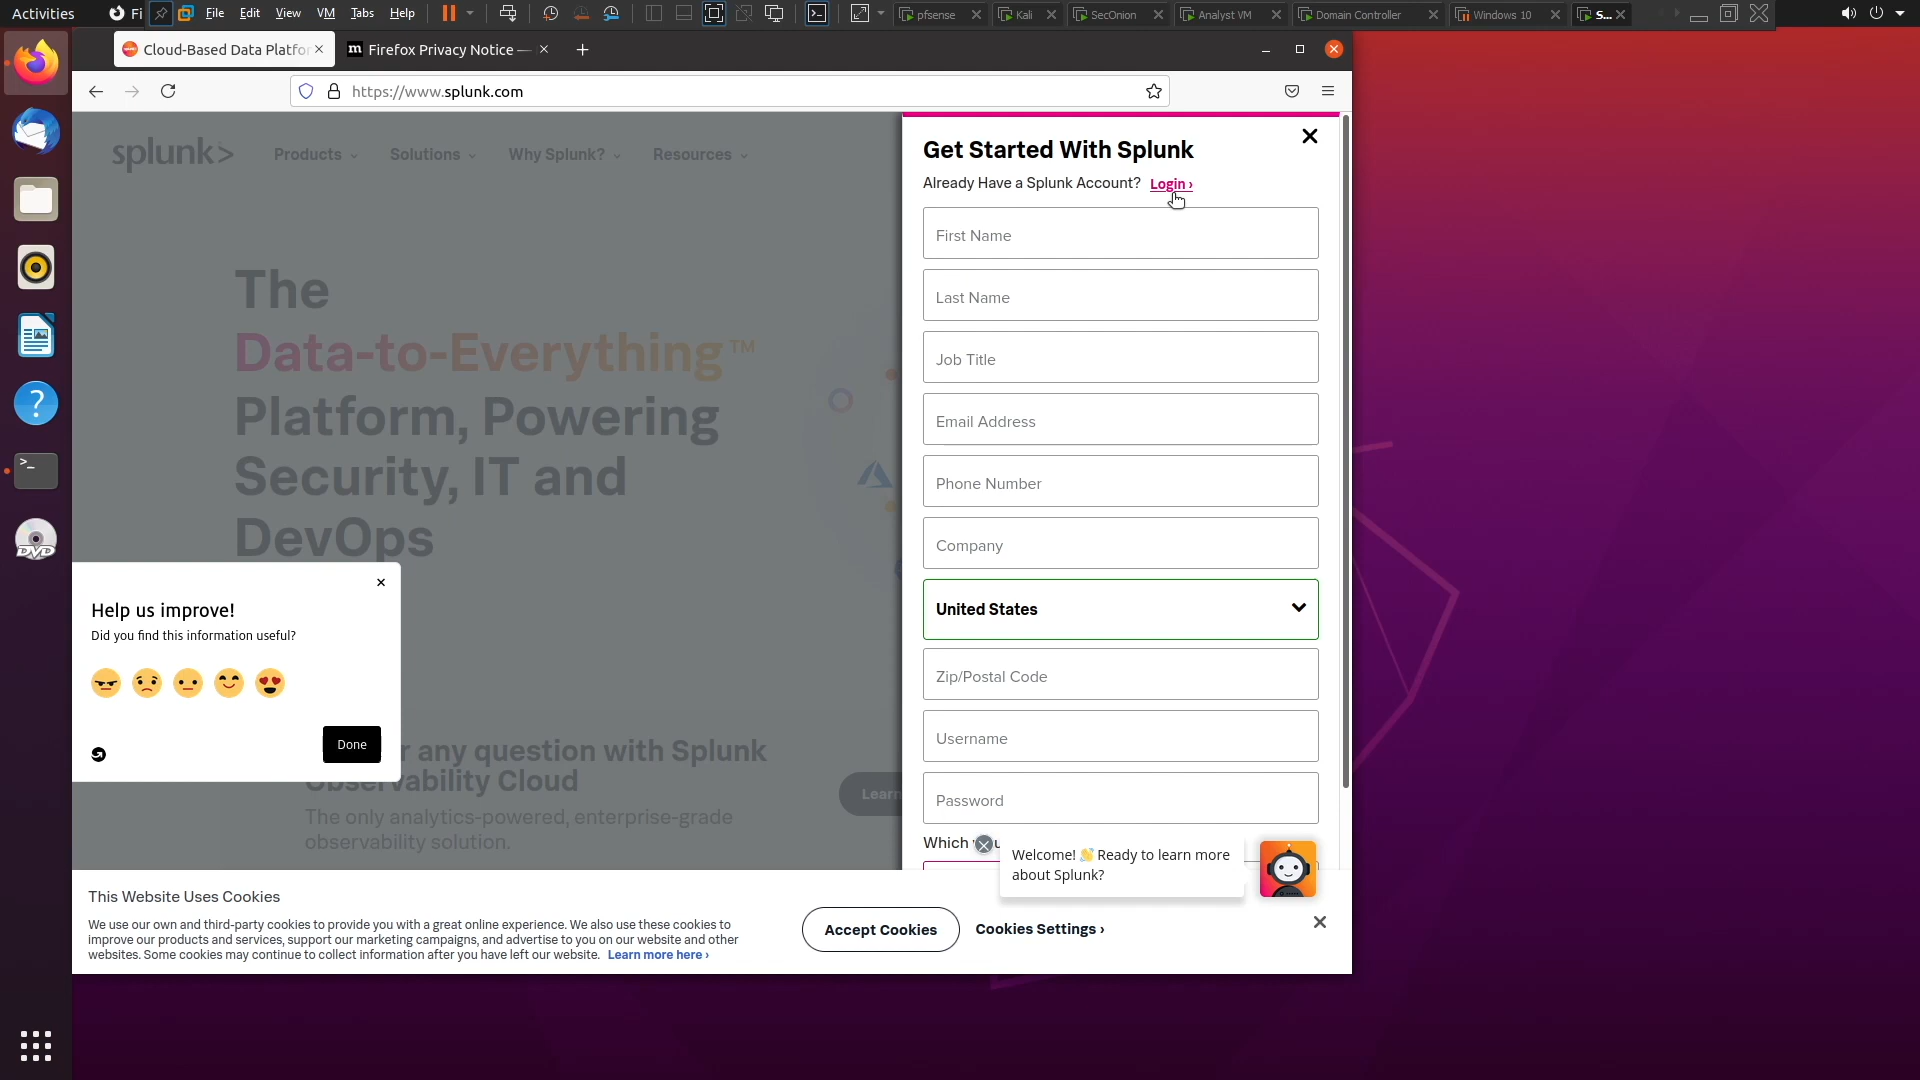 Activities
Fi
File
Edit
View
VM
Tabs
Help
pfsense
Kali
SecOnion
Analyst VM
Domain Controller
Windows 10
S...
Cloud-Based Data Platfor
Firefox Privacy Notice —
https://www.splunk.com
splunk>
Products
Solutions
Why Splunk?
Resources
The
Data-to-Everything™
Platform, Powering
Security, IT and
DevOps
Get Started With Splunk
Already Have a Splunk Account? Login ›
First Name
Last Name
Job Title
Email Address
Phone Number
Company
United States
Zip/Postal Code
Username
Password
Which
Help us improve!
Did you find this information useful?
Done
r any question with Splunk
Observability Cloud
The only analytics-powered, enterprise-grade
observability solution.
Learn
Welcome! 👋 Ready to learn more
about Splunk?
This Website Uses Cookies
We use our own and third-party cookies to provide you with a great online experience. We also use these cookies to
improve our products and services, support our marketing campaigns, and advertise to you on our website and other
websites. Some cookies may continue to collect information after you have left our website. Learn more here ›
Accept Cookies
Cookies Settings ›
DVD